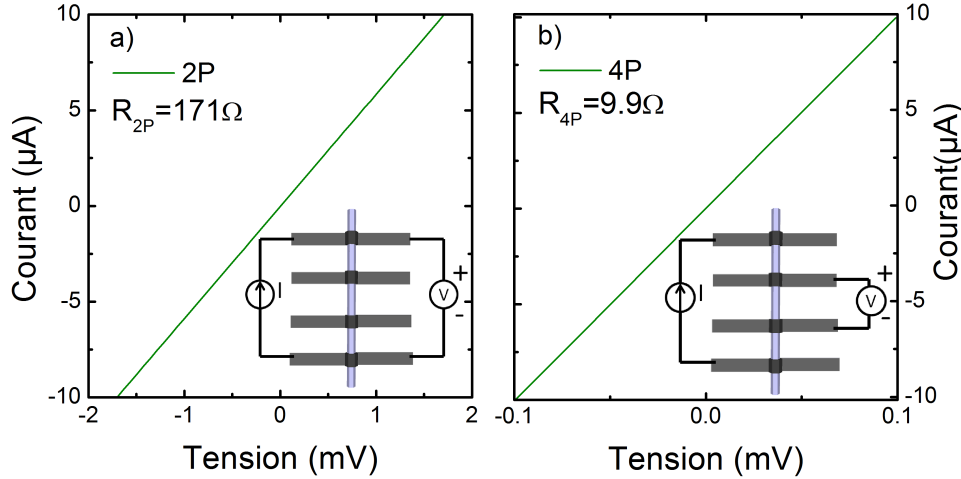 a)
2P
R2P=171Ω
10
5
0
-5
-10
-2
-1
0
1
2
Courant (µA)
Tension (mV)
I
+
V
-
b)
4P
R4P=9.9Ω
10
5
0
-5
-10
-0.1
0.0
0.1
Courant(µA)
Tension (mV)
I
+
V
-